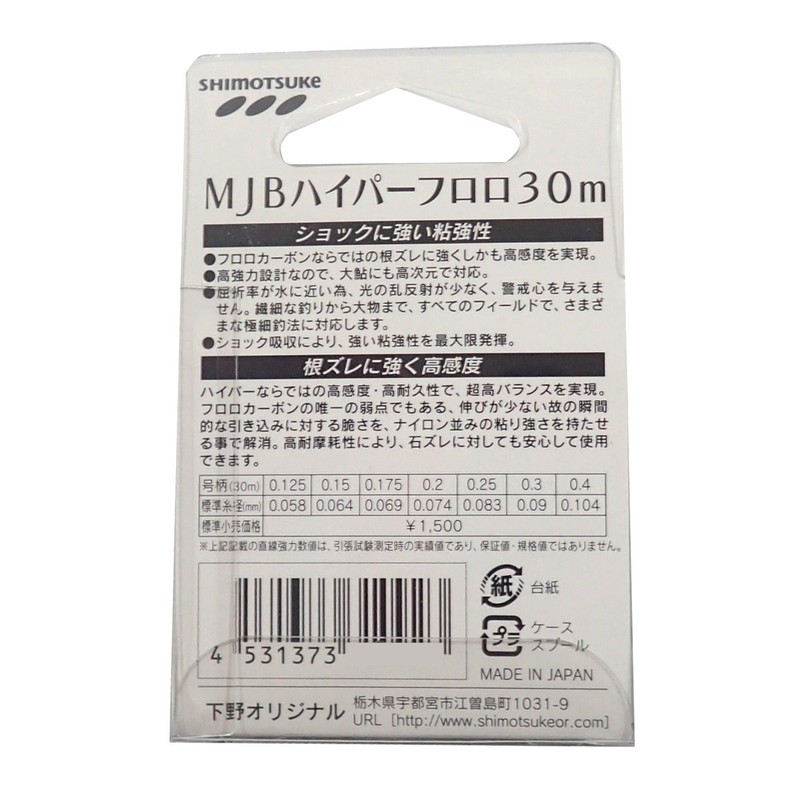 SHIMOTSUKE
MJBハイパーフロロ30m
ショックに強い粘強性
●フロロカーボンならではの根ズレに強くしかも高感度を実現。
●高強力設計なので、大鮎にも高次元で対応。
●屈折率が水に近い為、光の乱反射が少なく、警戒心を与えま
せん。繊細な釣りから大物まで、すべてのフィールドで、さまざ
まな極細釣法に対応します。
●ショック吸収により、強い粘強性を最大限発揮。
根ズレに強く高感度
ハイパーならではの高感度・高耐久性で、超高バランスを実現。
フロロカーボンの唯一の弱点でもある、伸びが少ない故の瞬間
的な引き込みに対する脆さを、ナイロン並みの粘り強さを持たせ
る事で解消。高耐摩耗性により、石ズレに対しても安心して使用
できます。
号柄(30m) 0.125 0.15 0.175 0.2 0.25 0.3 0.4
標準糸径(mm) 0.058 0.064 0.069 0.074 0.083 0.09 0.104
標準小売価格 ¥1,500
※上記記載の直線強力数値は、引張試験測定時の実績値であり、保証値・規格値ではありません。
紙 台紙
プラ ケース
スプール
4 531373
MADE IN JAPAN
下野オリジナル 栃木県宇都宮市江曽島町1031-9
URL [http://www.shimotsukeor.com]